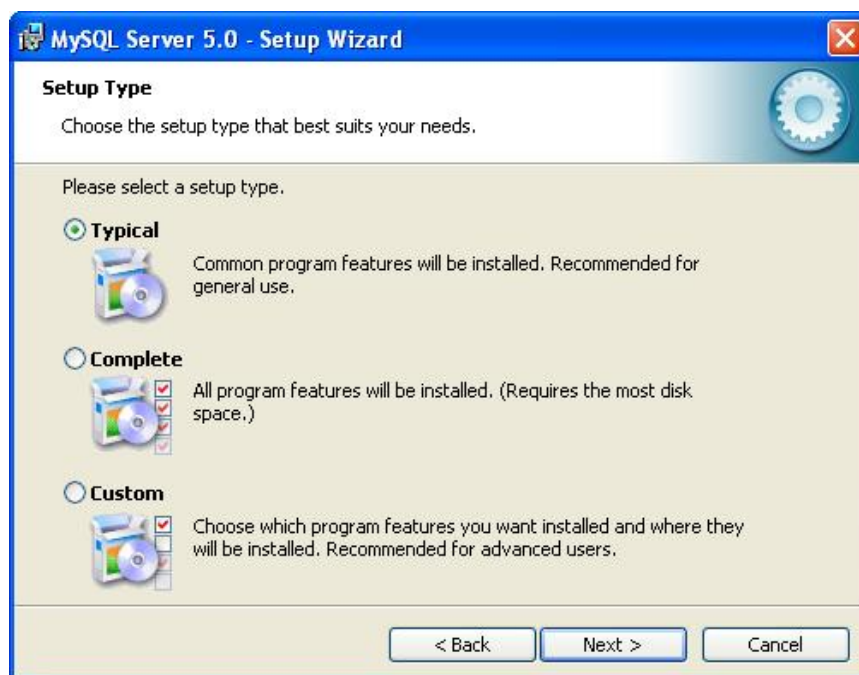 MySQL Server 5.0 - Setup Wizard
Setup Type
Choose the setup type that best suits your needs.
Please select a setup type.
Typical
Common program features will be installed. Recommended for
general use.
Complete
All program features will be installed. (Requires the most disk
space.)
Custom
Choose which program features you want installed and where they
will be installed. Recommended for advanced users.
< Back
Next >
Cancel